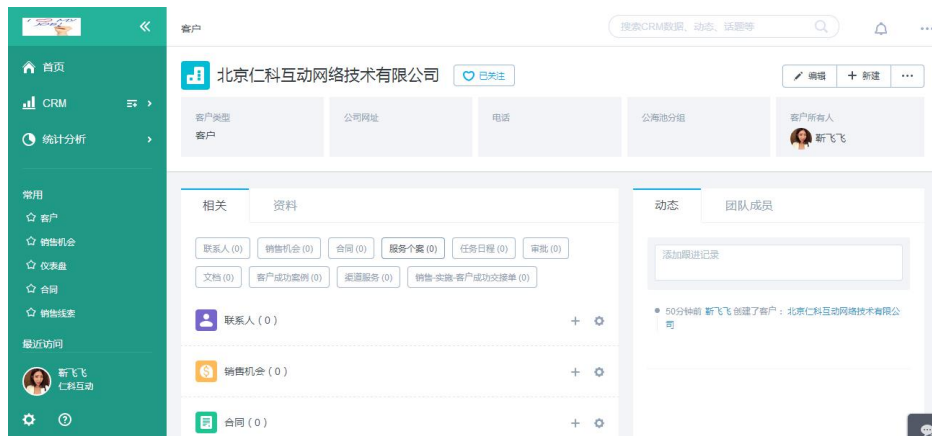 客户
搜索CRM数据、动态、话题等
首页
CRM
统计分析
常用
客户
销售机会
仪表盘
合同
销售线索
最近访问
靳飞飞
仁科互动
北京仁科互动网络技术有限公司
已关注
编辑
新建
客户类型
公司网址
电话
公海池分组
客户所有人
客户
靳飞飞
相关
资料
联系人 (0)
销售机会 (0)
合同 (0)
服务个案 (0)
任务日程 (0)
审批 (0)
文档 (0)
客户成功案例 (0)
渠道服务 (0)
销售-实施-客户成功交接单 (0)
联系人 ( 0 )
销售机会 ( 0 )
合同 ( 0 )
动态
团队成员
添加跟进记录
50分钟前 靳飞飞 创建了客户： 北京仁科互动网络技术有限公
司